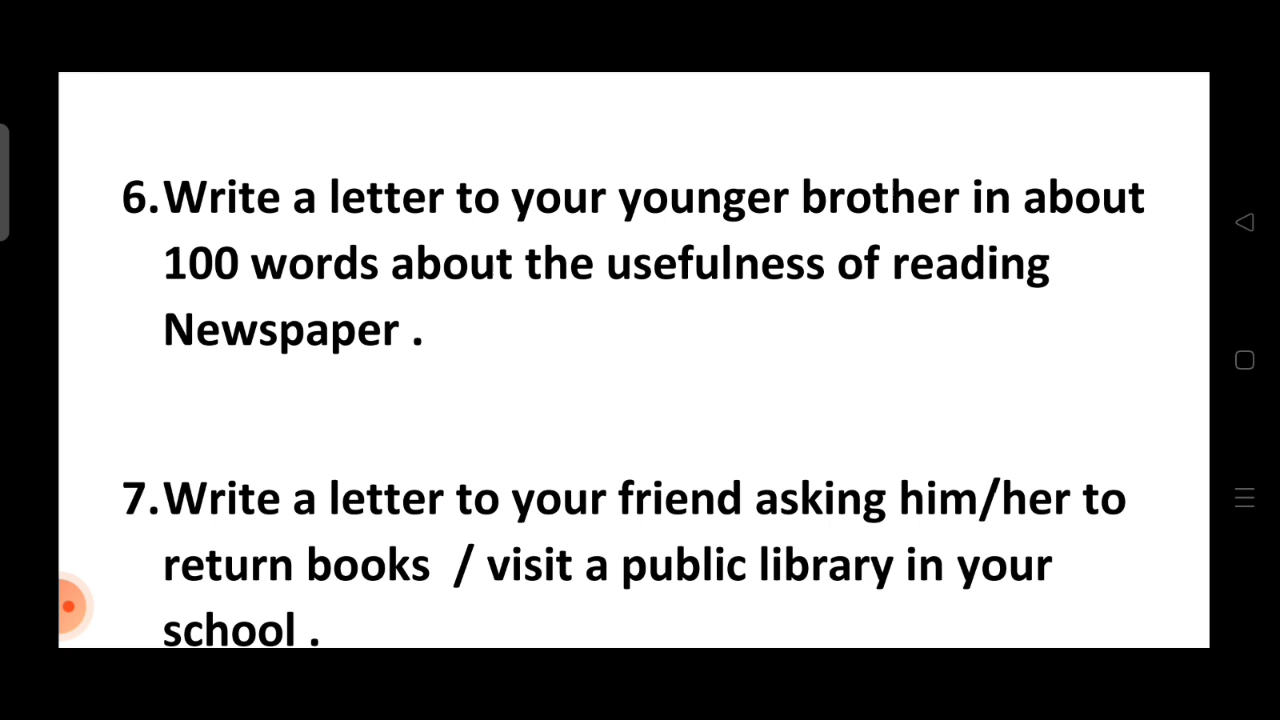 6.Write a letter to your younger brother in about
100 words about the usefulness of reading
Newspaper .
7.Write a letter to your friend asking him/her to
return books / visit a public library in your
school .